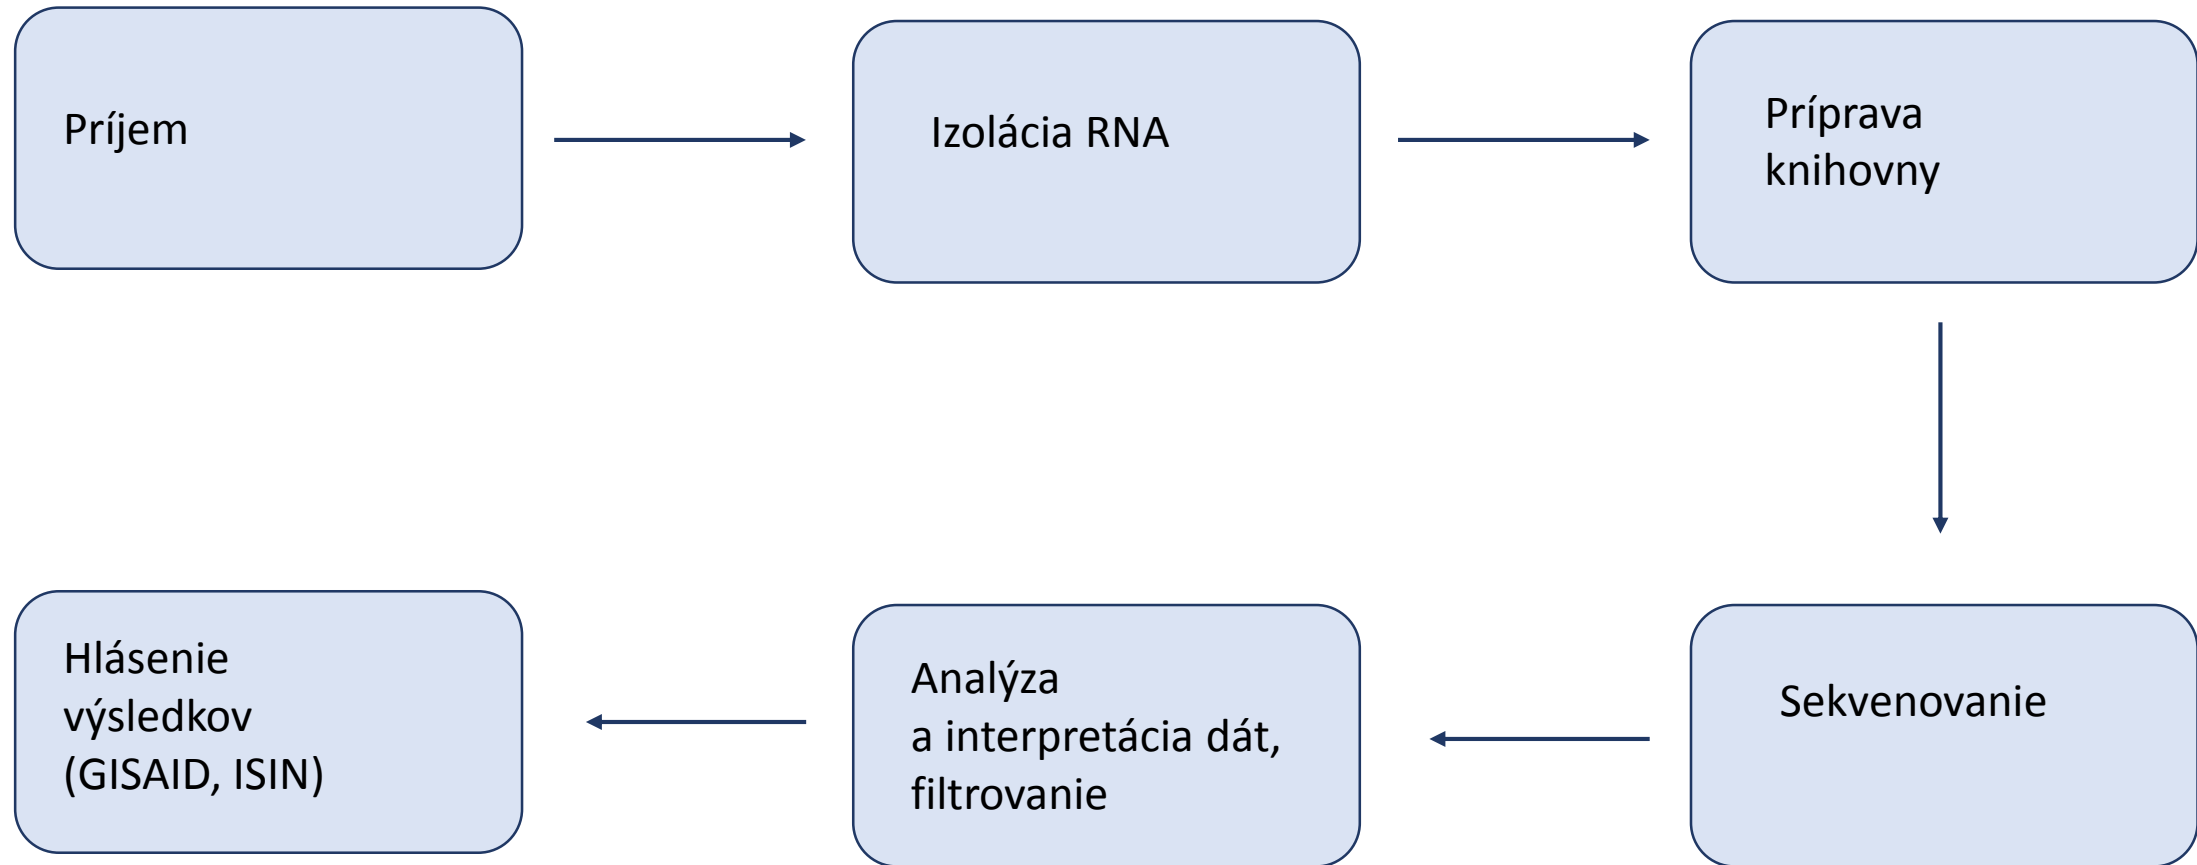 Príjem
Izolácia RNA
Príprava
knihovny
Sekvenovanie
Analýza
a interpretácia dát,
filtrovanie
Hlásenie
výsledkov
(GISAID, ISIN)